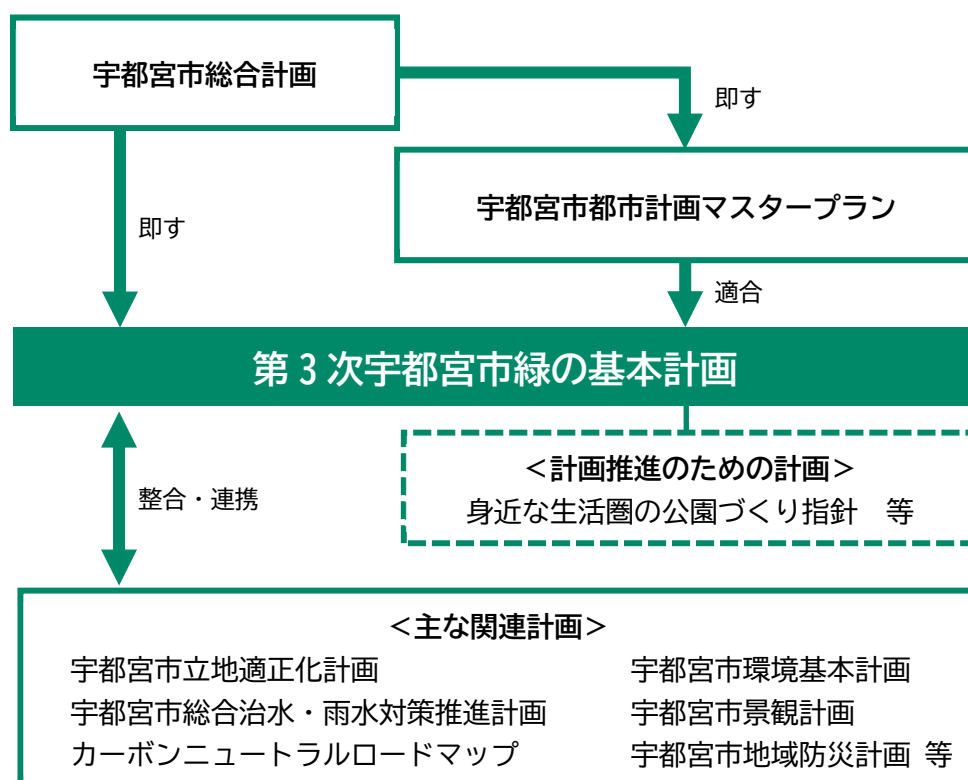 宇都宮市総合計画
即す
宇都宮市都市計画マスタープラン
即す
適合
第3次宇都宮市緑の基本計画
整合・連携
＜計画推進のための計画＞
身近な生活圏の公園づくり指針　等
＜主な関連計画＞
宇都宮市立地適正化計画
宇都宮市環境基本計画
宇都宮市総合治水・雨水対策推進計画
宇都宮市景観計画
カーボンニュートラルロードマップ
宇都宮市地域防災計画 等